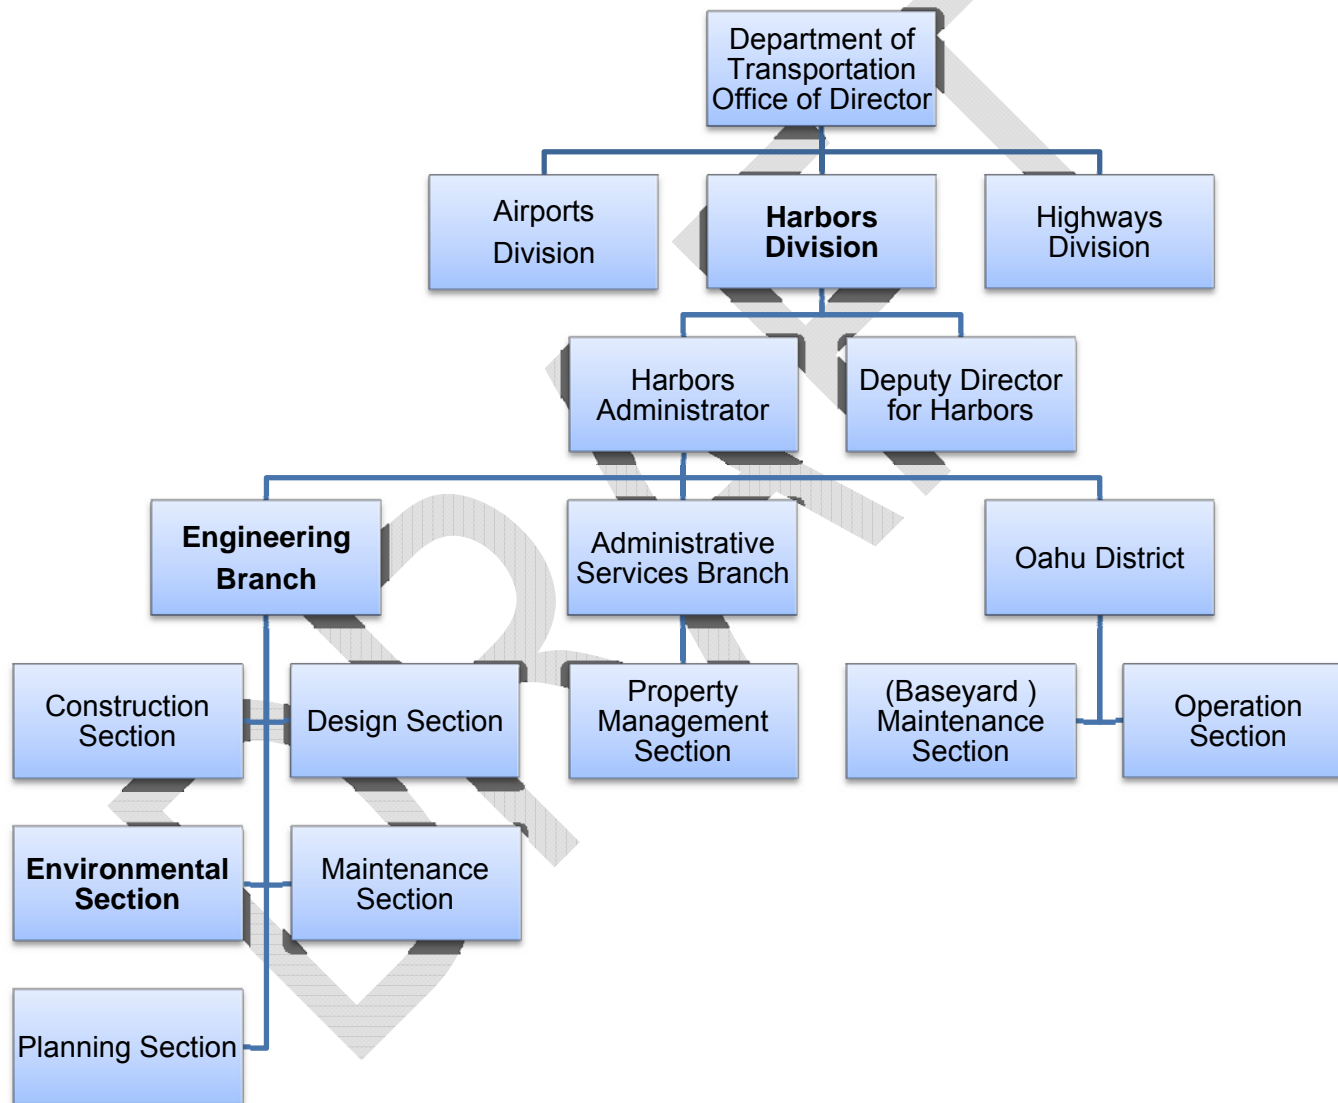 Department of
Transportation
Office of Director
Airports
Division
Harbors
Division
Highways
Division
Harbors
Administrator
Deputy Director
for Harbors
Engineering
Branch
Administrative
Services Branch
Oahu District
Construction
Section
Design Section
Property
Management
Section
(Baseyard )
Maintenance
Section
Operation
Section
Environmental
Section
Maintenance
Section
Planning Section
DRAFT